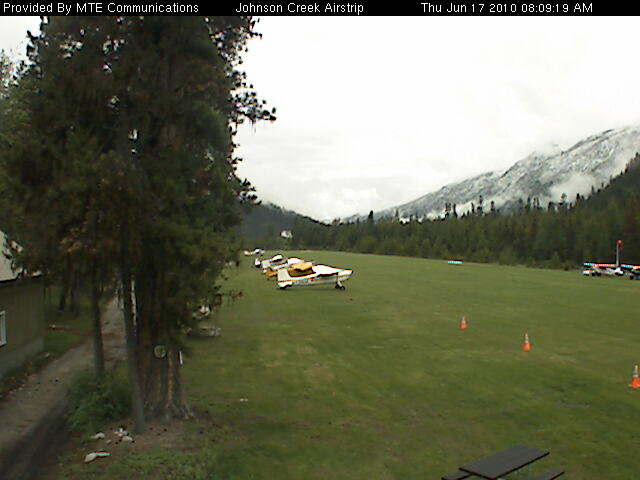 Provided By MTE Communications Johnson Creek Airstrip Thu Jun 17 2010 08:09:19 AM